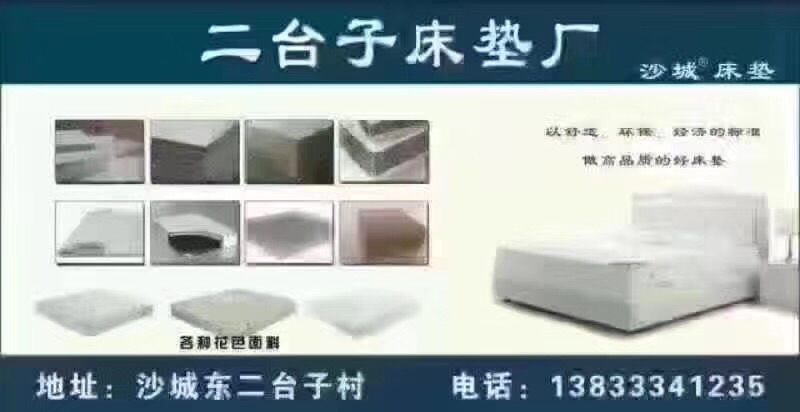 二台子床垫厂
沙城®床垫
以舒适、环保、经济的标准
做高品质的好床垫
各种花色面料
地址：沙城东二台子村
电话：13833341235